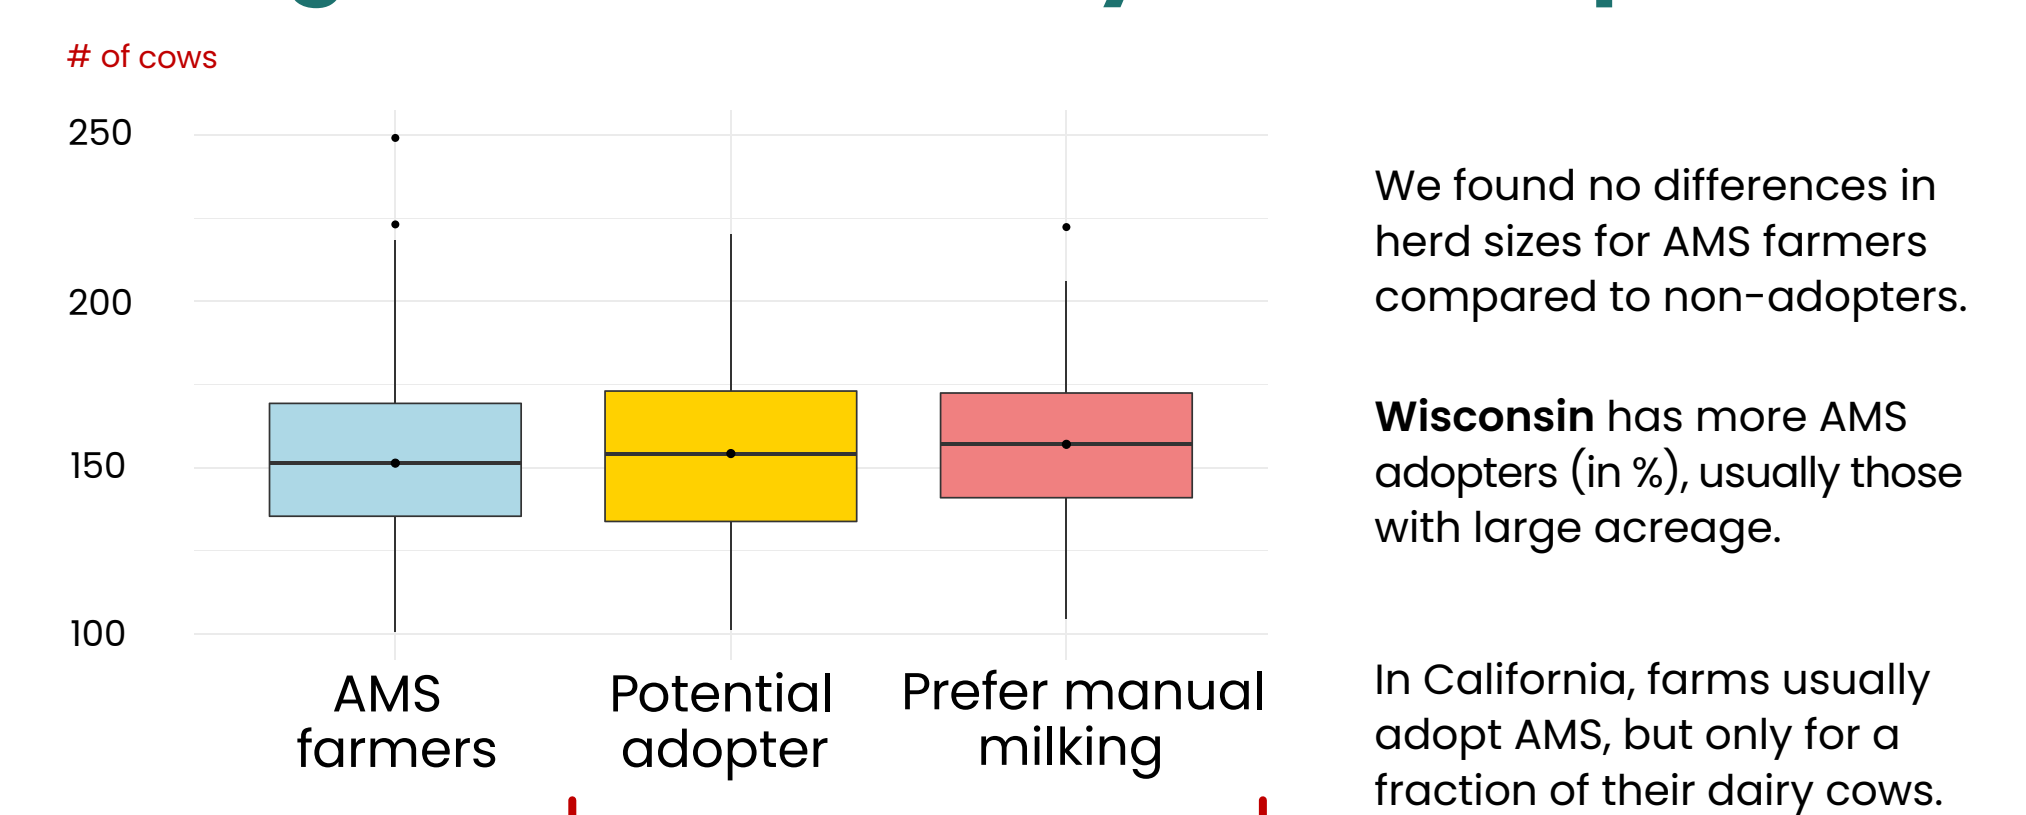 # of cows
250
200
150
100
AMS
farmers
Potential
adopter
Prefer manual
milking
We found no differences in
herd sizes for AMS farmers
compared to non-adopters.
Wisconsin has more AMS
adopters (in %), usually those
with large acreage.
In California, farms usually
adopt AMS, but only for a
fraction of their dairy cows.